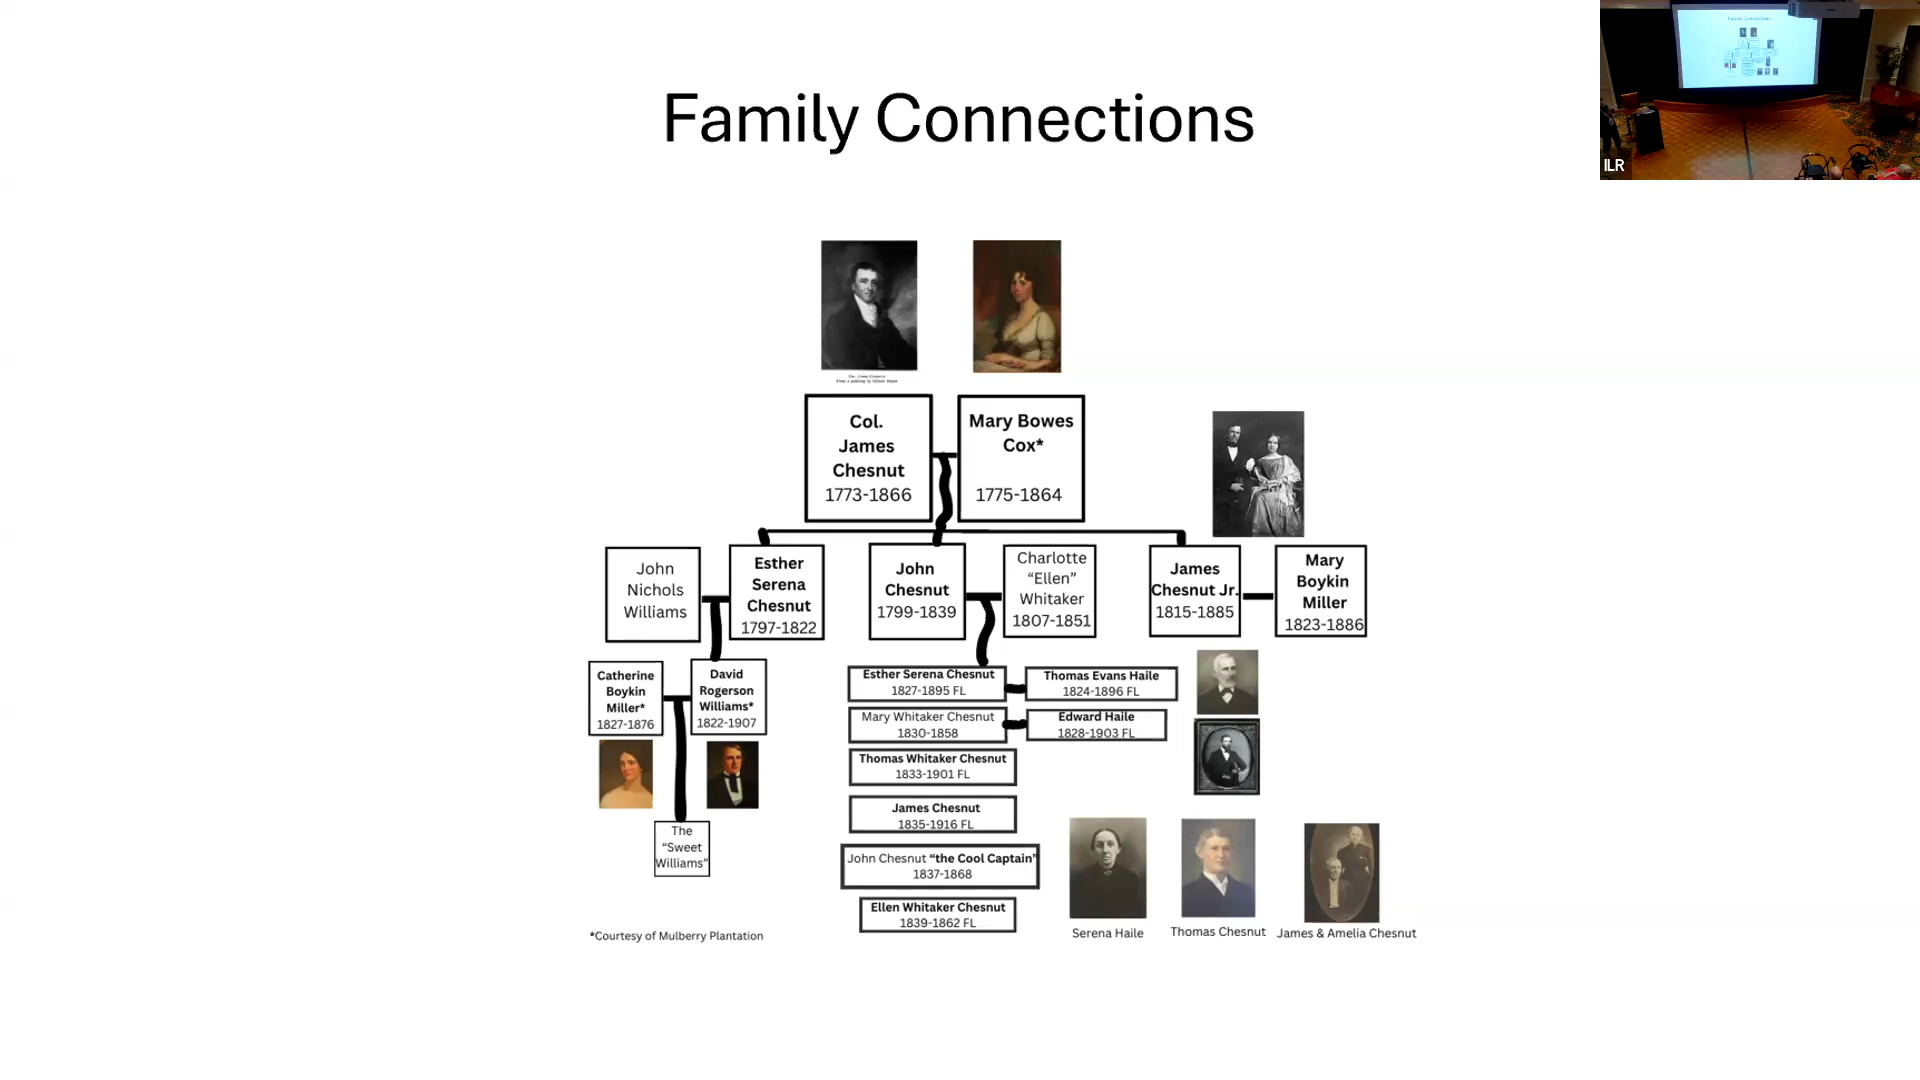 Family Connections
ILR
Col.
James
Chesnut
1773-1866
Mary Bowes
Cox*
1775-1864
John
Nichols
Williams
Esther
Serena
Chesnut
1797-1822
John
Chesnut
1799-1839
Charlotte
“Ellen”
Whitaker
1807-1851
James
Chesnut Jr.
1815-1885
Mary
Boykin
Miller
1823-1886
Catherine
Boykin
Miller*
1827-1876
David
Rogerson
Williams*
1822-1907
The
“Sweet
Williams”
Esther Serena Chesnut
1827-1895 FL
Thomas Evans Haile
1824-1896 FL
Mary Whitaker Chesnut
1830-1858
Edward Haile
1828-1903 FL
Thomas Whitaker Chesnut
1833-1901 FL
James Chesnut
1835-1916 FL
John Chesnut “the Cool Captain”
1837-1868
Ellen Whitaker Chesnut
1839-1862 FL
Serena Haile
Thomas Chesnut
James & Amelia Chesnut
*Courtesy of Mulberry Plantation